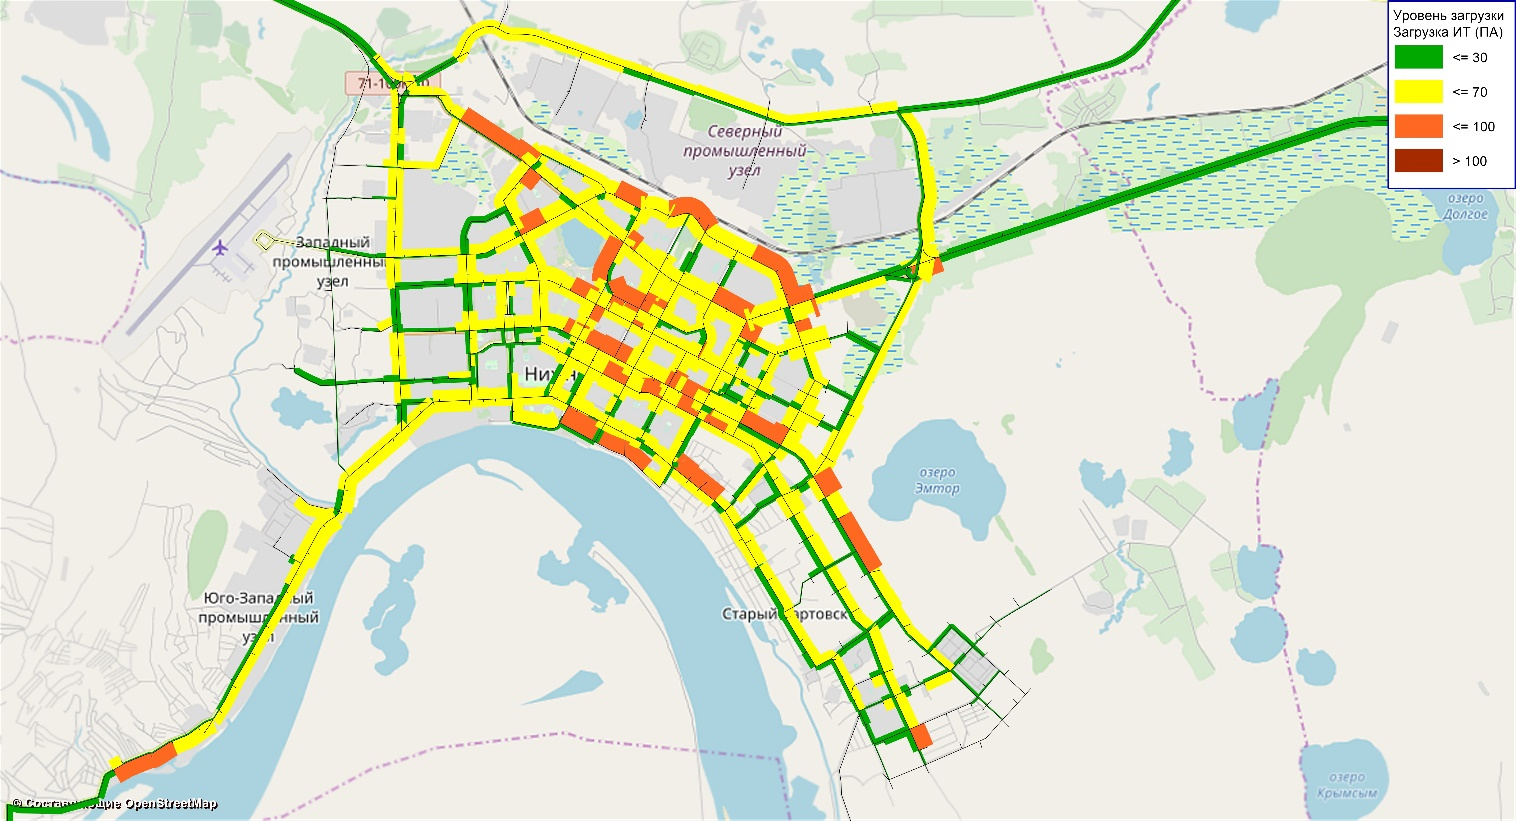 Уровень загрузки
Загрузка ИТ (ПА)
<= 30
<= 70
<= 100
> 100
Северный
промышленный
узел
озеро
Долгое
Западный
промышленный
узел
озеро
Эмтор
Юго-Западный
промышленный
узел
Старый
озеро
Крымсым
© OpenStreetMap